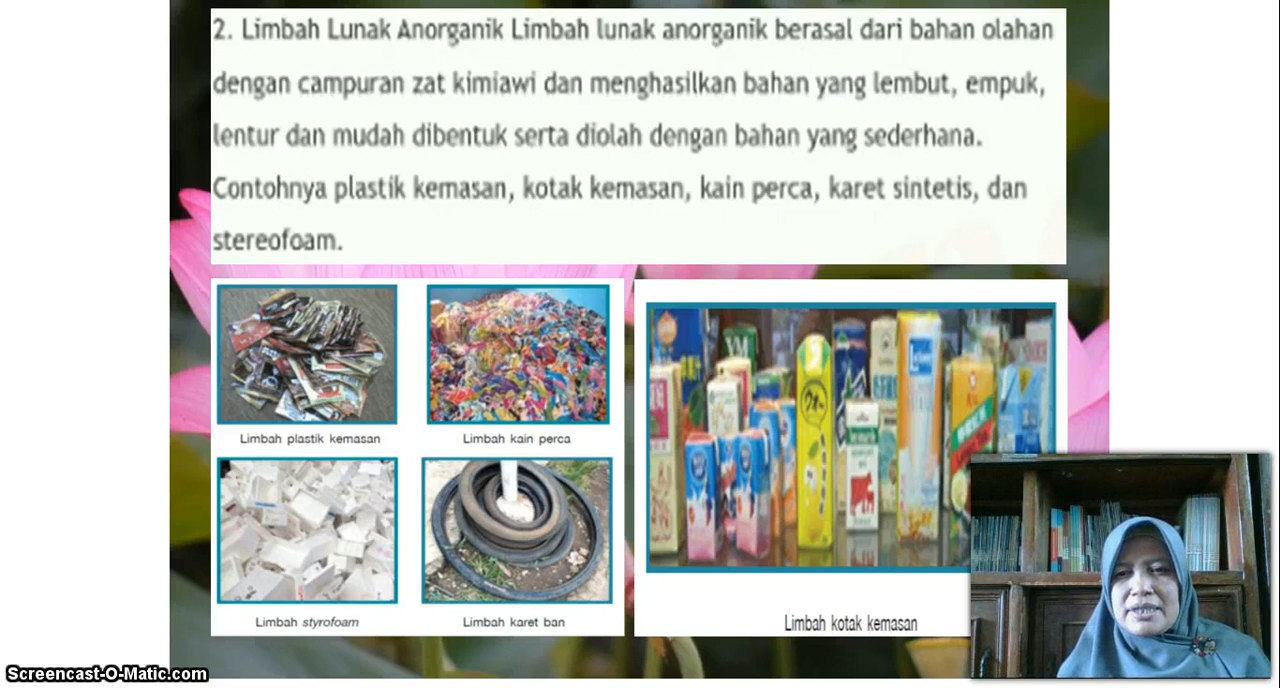 2. Limbah Lunak Anorganik Limbah lunak anorganik berasal dari bahan olahan
dengan campuran zat kimiawi dan menghasilkan bahan yang lembut, empuk,
lentur dan mudah dibentuk serta diolah dengan bahan yang sederhana.
Contohnya plastik kemasan, kotak kemasan, kain perca, karet sintetis, dan
stereofoam.
Limbah plastik kemasan
Limbah kain perca
Limbah styrofoam
Limbah karet ban
Limbah kotak kemasan
Screencast-O-Matic.com